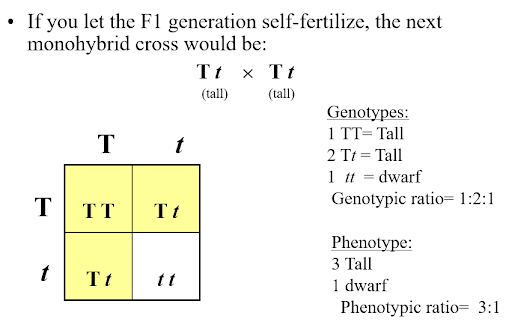 • If you let the F1 generation self-fertilize, the next
monohybrid cross would be:
T t × T t
(tall) (tall)
T t
T T T T t
t T t t t
Genotypes:
1 TT= Tall
2 Tt = Tall
1 tt = dwarf
Genotypic ratio= 1:2:1
Phenotype:
3 Tall
1 dwarf
Phenotypic ratio= 3:1